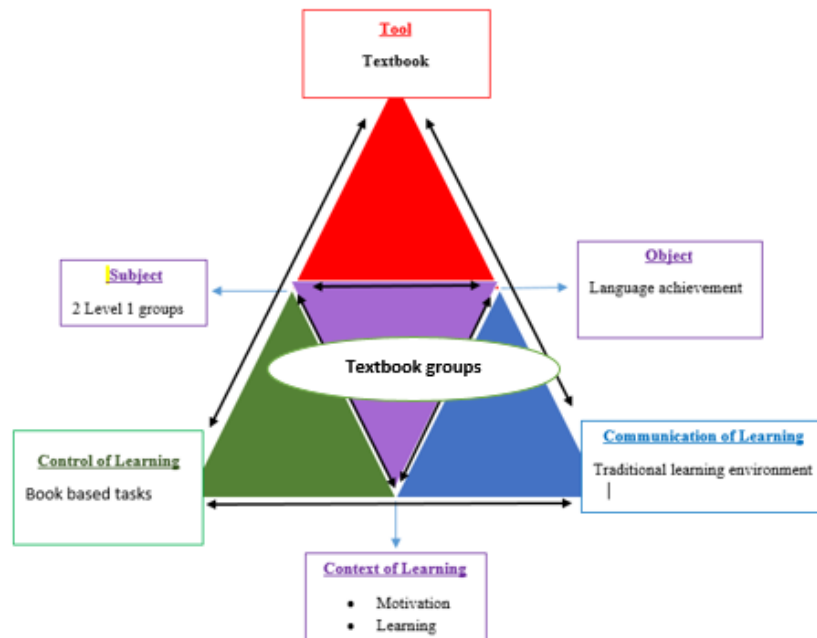 Tool
Textbook
Subject
2 Level 1 groups
Object
Language achievement
Textbook groups
Control of Learning
Book based tasks
Communication of Learning
Traditional learning environment
Context of Learning
• Motivation
• Learning